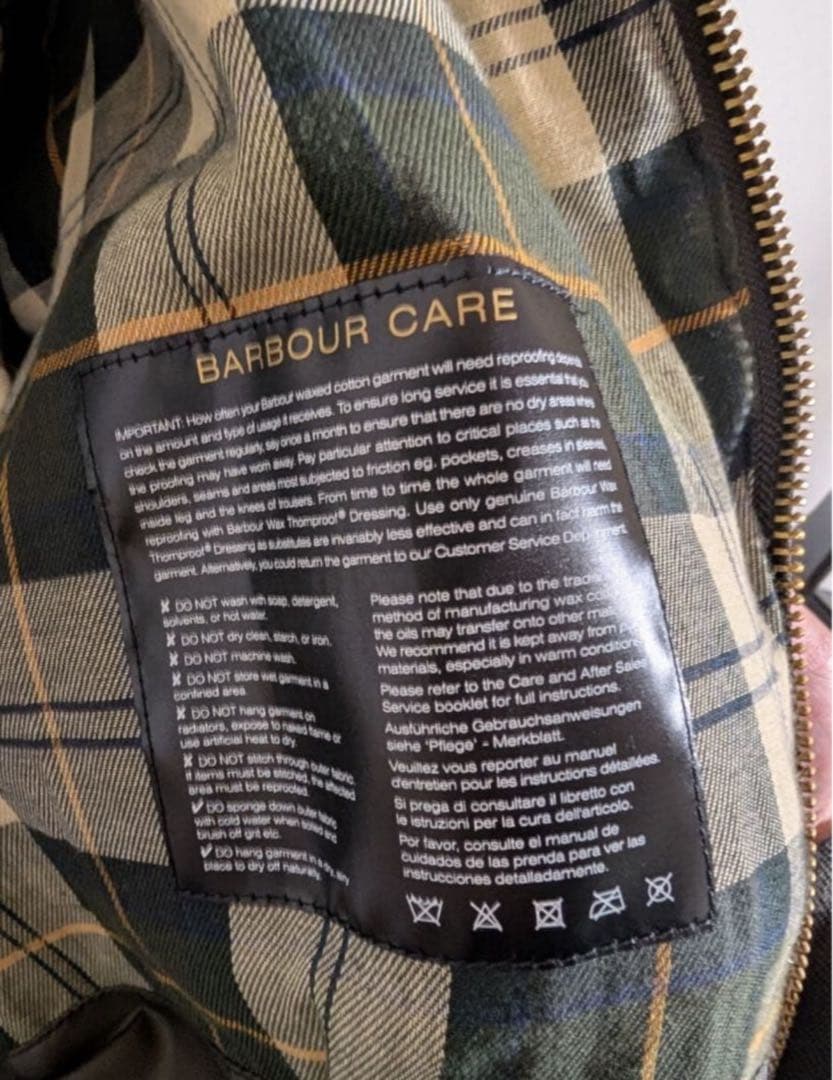 BARBOUR CARE
IMPORTANT: How often your Barbour waxed cotton garment will need reproofing depends
on the amount and type of usage it receives. To ensure long service it is essential that you
check the garment regularly, say once a month to ensure that there are no dry areas where
the proofing may have worn away. Pay particular attention to critical places such as the
shoulders, seams and areas most subjected to friction eg. pockets, creases in sleeves
inside leg and the knees of trousers. From time to time the whole garment will need
reproofing with Barbour Wax Thornproof® Dressing. Use only genuine Barbour Wax
Thornproof® Dressing as substitutes are invariably less effective and can in fact harm the
garment. Alternatively, you could return the garment to our Customer Service Department.
✘ DO NOT wash with soap, detergent,
solvents, or hot water.
✘ DO NOT dry clean, starch, or iron.
✘ DO NOT machine wash.
✘ DO NOT store wet garment in a
confined area.
✘ DO NOT hang garment on
radiators, expose to naked flame or
use artificial heat to dry.
✘ DO NOT stitch through outer fabric.
If items must be stitched, the affected
area must be reproofed.
✔ DO sponge down outer fabric
with cold water when soiled and
brush off grit etc.
✔ DO hang garment in a dry, airy
place to dry off naturally.
Please note that due to the
method of manufacturing wax
the oils may transfer onto other
We recommend it is kept away from
materials, especially in warm conditions
Please refer to the Care and After Sales
Service booklet for full instructions.
Ausführliche Gebrauchsanweisungen
siehe 'Pflege' - Merkblatt.
Veuillez vous reporter au manuel
d'entretien pour les instructions détaillées.
Si prega di consultare il libretto con
le istruzioni per la cura dell'articolo.
Por favor, consulte el manual de
cuidados de las prenda para ver las
instrucciones detalladamente.